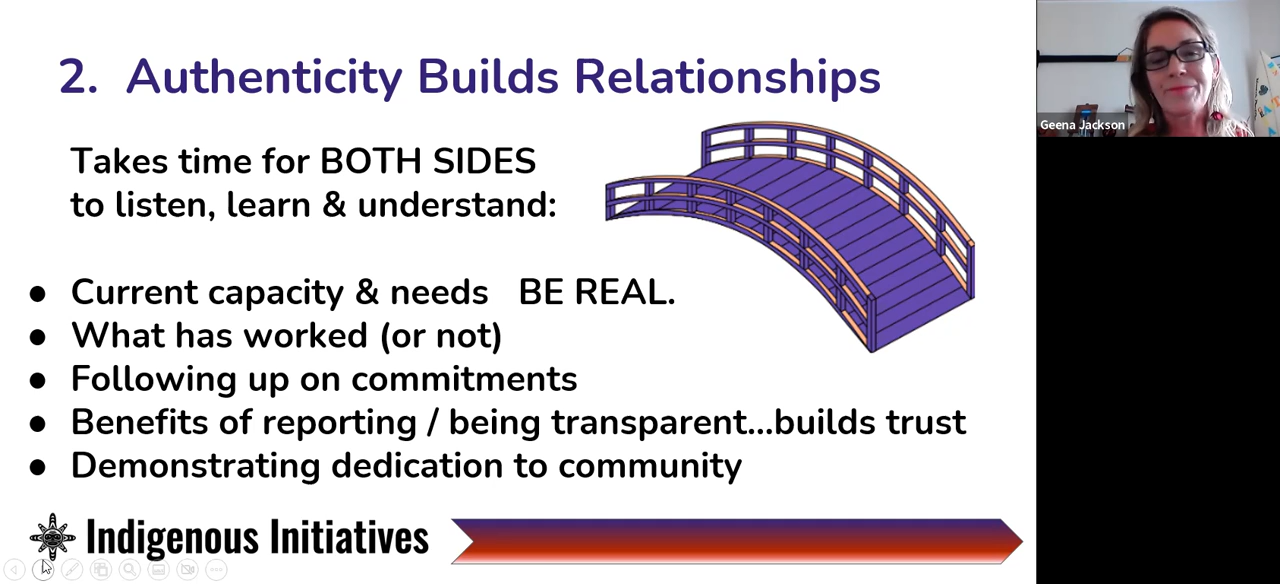 2. Authenticity Builds Relationships
Takes time for BOTH SIDES
to listen, learn & understand:
● Current capacity & needs BE REAL.
● What has worked (or not)
● Following up on commitments
● Benefits of reporting / being transparent...builds trust
● Demonstrating dedication to community
Indigenous Initiatives
Geena Jackson